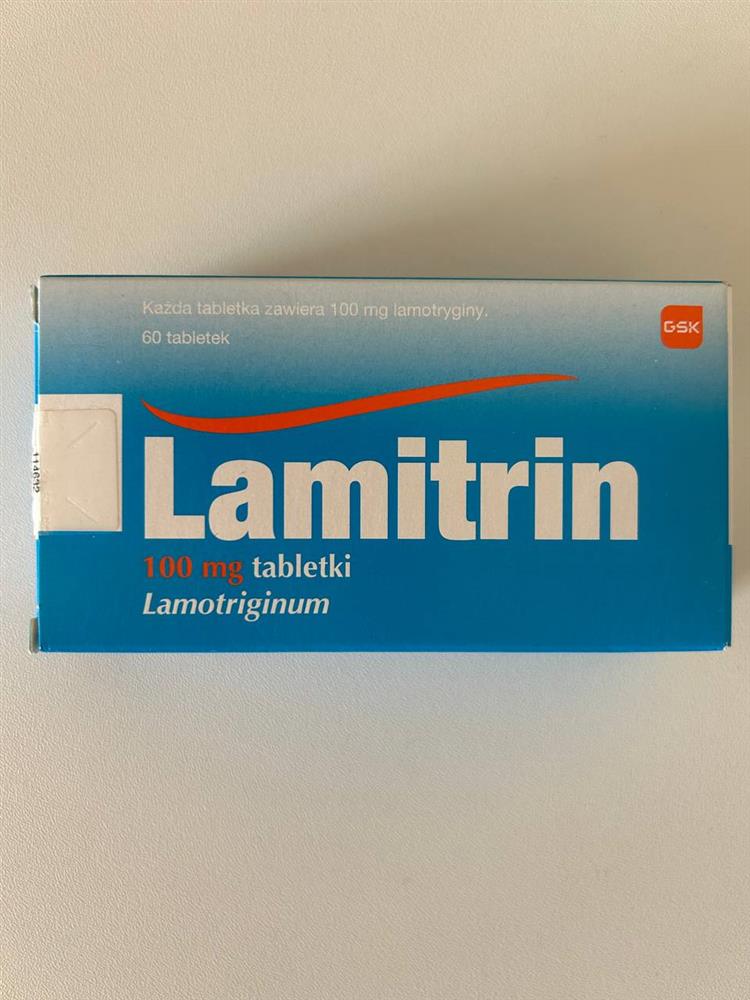 Każda tabletka zawiera 100 mg lamotryginy.
60 tabletek
GSK
Lamitrin
100 mg tabletki
Lamotriginum